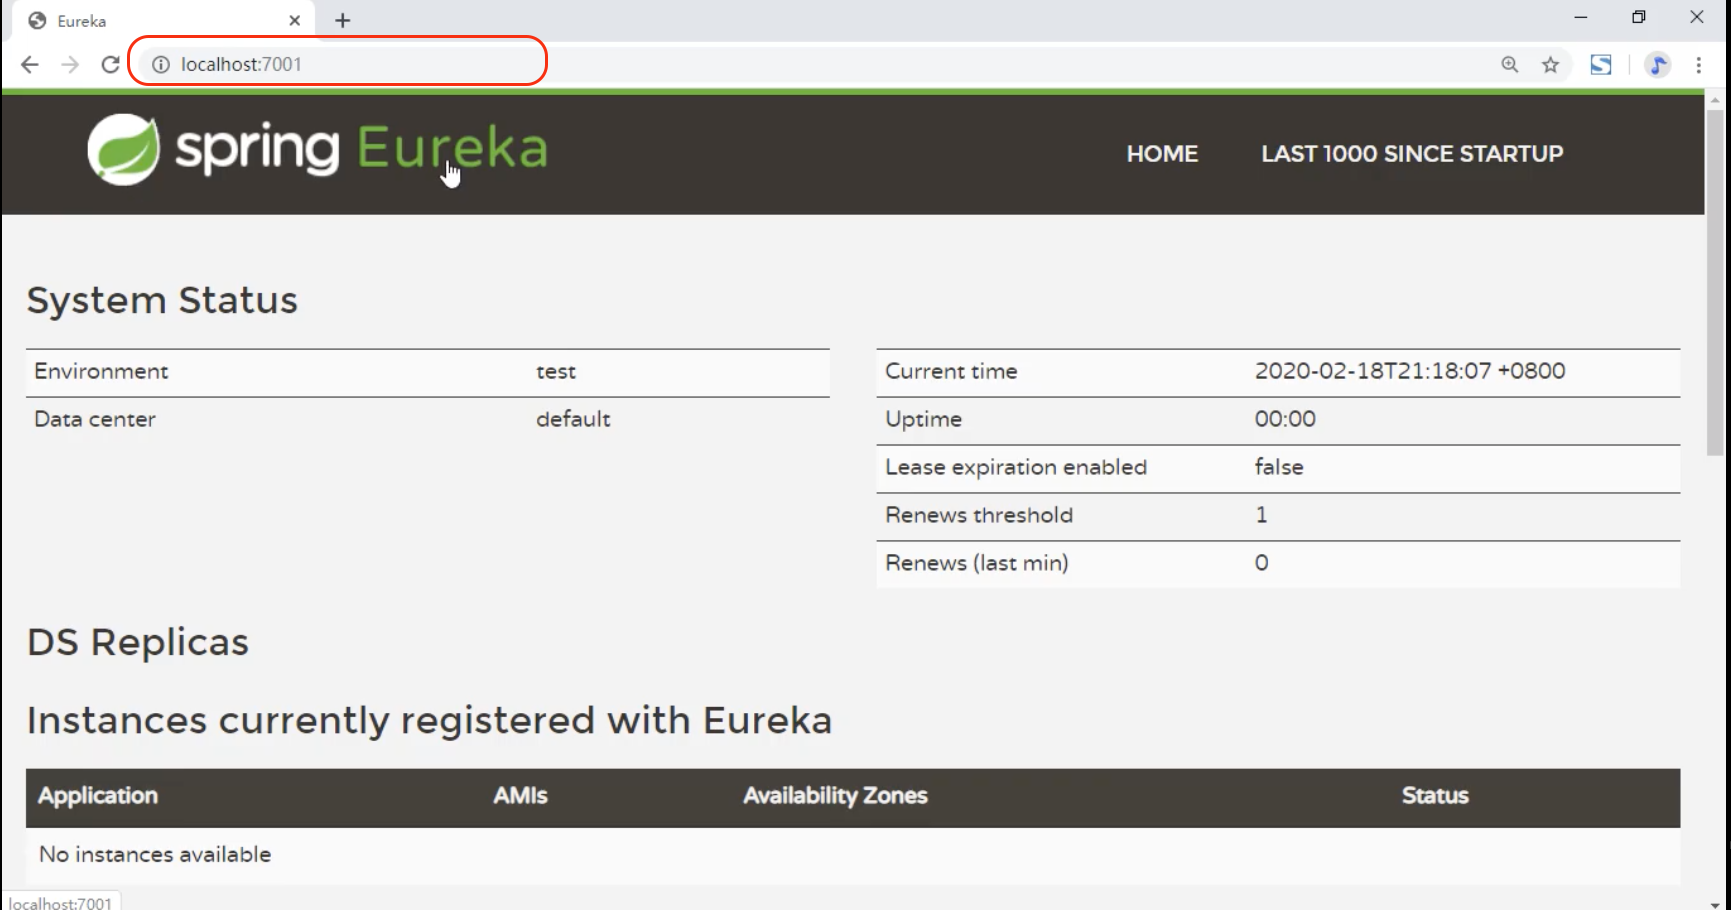 Eureka
localhost:7001
spring Eureka
HOME LAST 1000 SINCE STARTUP
System Status
Environment test
Data center default
Current time 2020-02-18T21:18:07 +0800
Uptime 00:00
Lease expiration enabled false
Renews threshold 1
Renews (last min) 0
DS Replicas
Instances currently registered with Eureka
Application AMIs Availability Zones Status
No instances available
localhost:7001